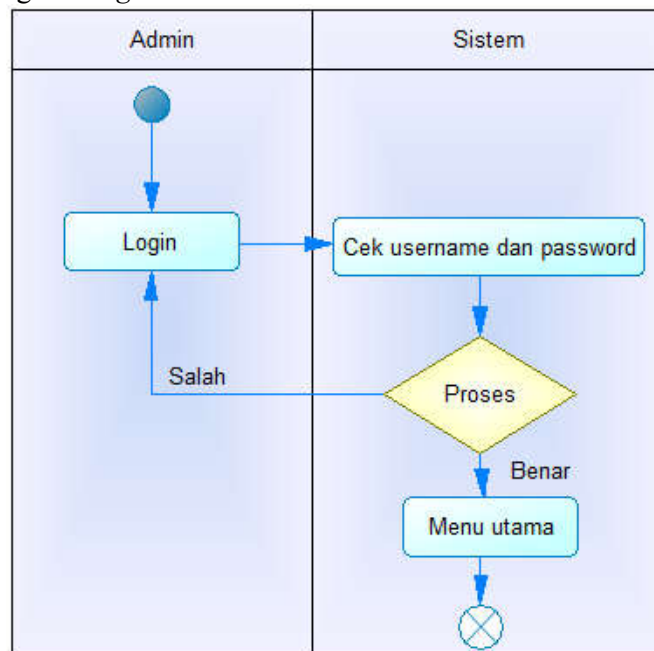 Admin
Sistem
Login
Cek username dan password
Salah
Proses
Benar
Menu utama